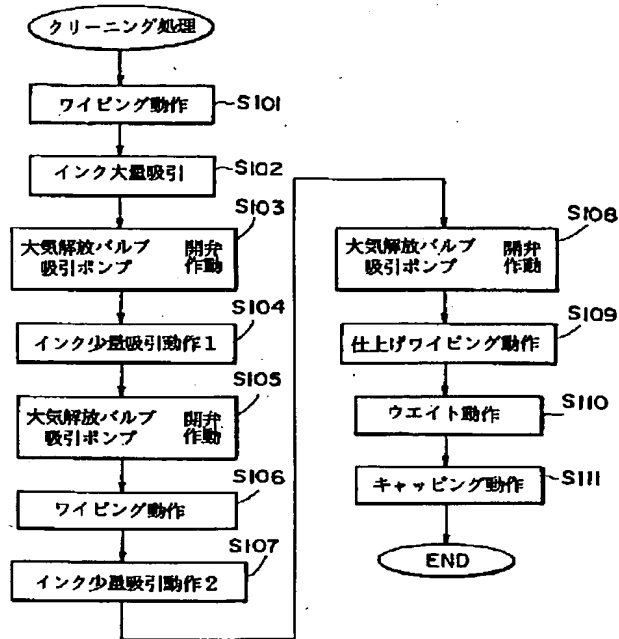 クリーニング処理
ワイピング動作
S101
インク大量吸引
S102
S103
大気解放バルブ 開弁
吸引ポンプ 作動
S104
インク少量吸引動作1
S105
大気解放バルブ 開弁
吸引ポンプ 作動
S106
ワイピング動作
S107
インク少量吸引動作2
S108
大気解放バルブ 開弁
吸引ポンプ 作動
S109
仕上げワイピング動作
S110
ウエイト動作
キャッピング動作
S111
END